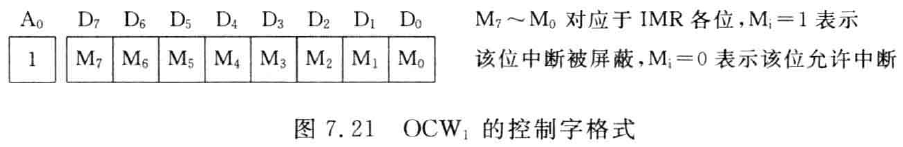 A₀ D₇ D₆ D₅ D₄ D₃ D₂ D₁ D₀
1 M₇ M₆ M₅ M₄ M₃ M₂ M₁ M₀
M₇～M₀ 对应于 IMR 各位,Mᵢ=1 表示
该位中断被屏蔽,Mᵢ=0 表示该位允许中断
图 7.21 OCW₁ 的控制字格式